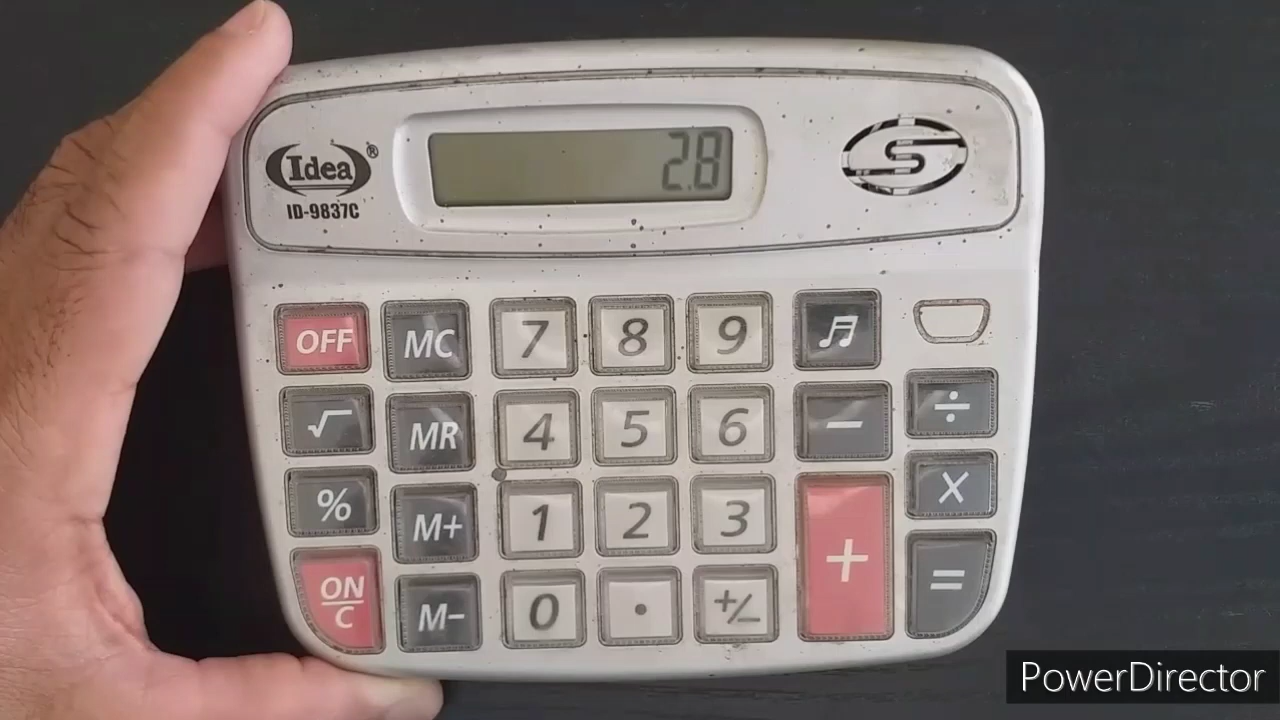 2.8
Idea®
ID-9837C
S
OFF MC 7 8 9
√ MR 4 5 6 − ÷
% M+ 1 2 3 + X
ON/C M− 0 . +/− =
PowerDirector